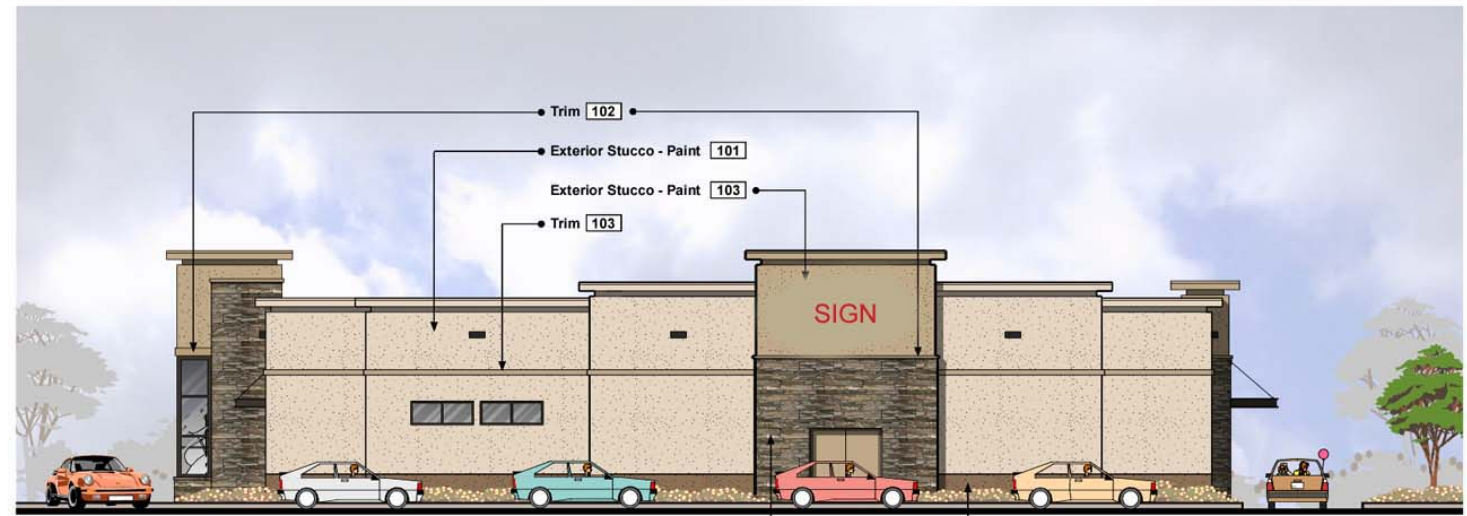 Trim 102
Exterior Stucco - Paint 101
Exterior Stucco - Paint 103
Trim 103
SIGN